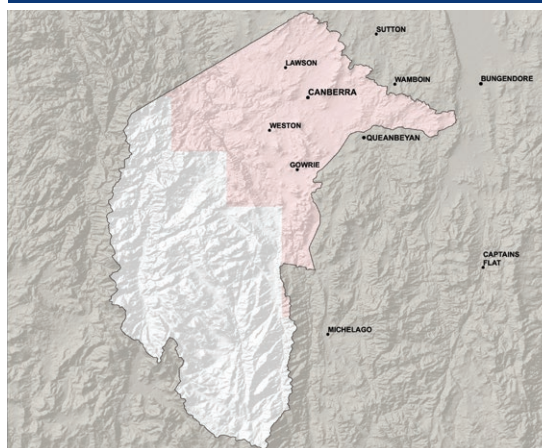 SUTTON
LAWSON
WAMBOIN
BUNGENDORE
CANBERRA
WESTON
QUEANBEYAN
GOWRIE
CAPTAINS
FLAT
MICHELAGO